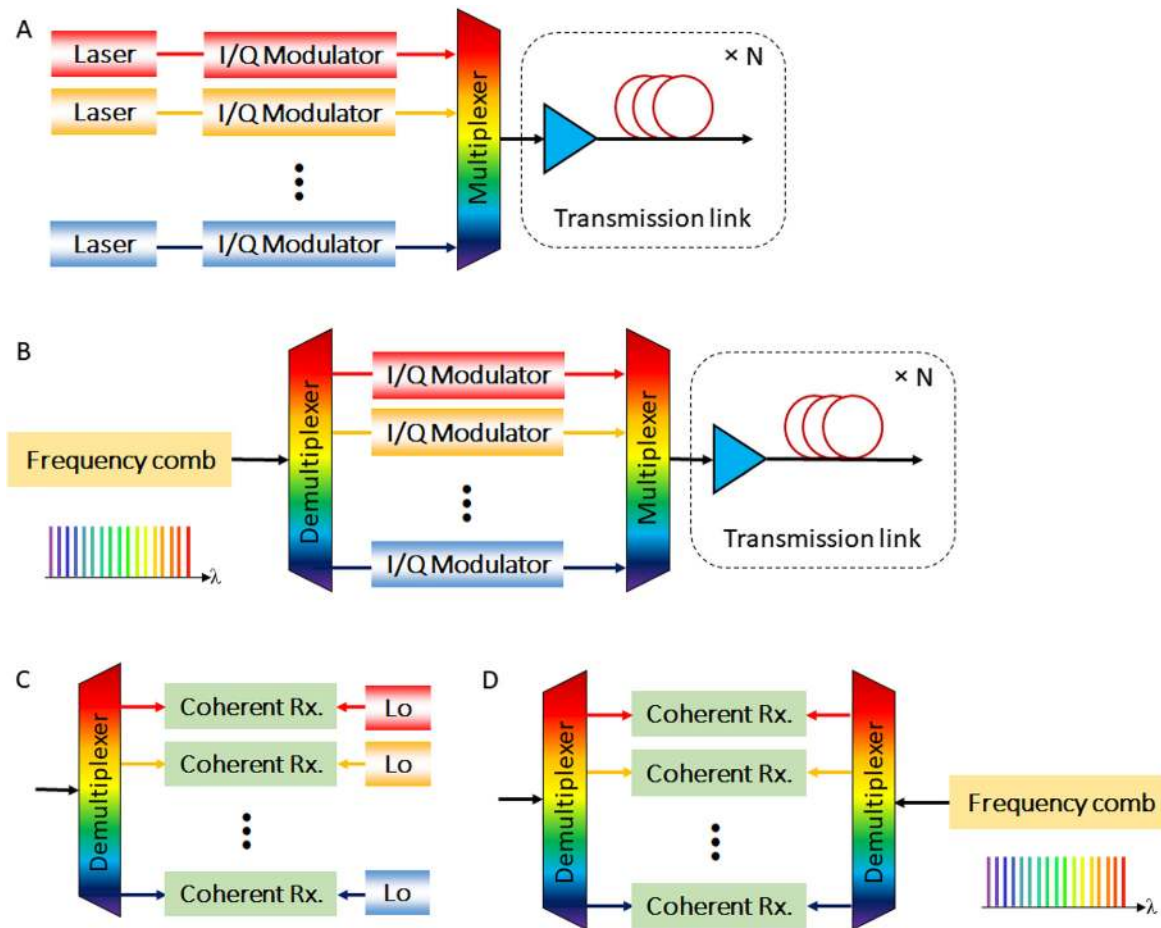 A
Laser
I/Q Modulator
Laser
I/Q Modulator
Laser
I/Q Modulator
Multiplexer
× N
Transmission link
B
Frequency comb
λ
Demultiplexer
I/Q Modulator
I/Q Modulator
I/Q Modulator
Multiplexer
× N
Transmission link
C
Demultiplexer
Coherent Rx.
Lo
Coherent Rx.
Lo
Coherent Rx.
Lo
D
Demultiplexer
Coherent Rx.
Coherent Rx.
Coherent Rx.
Demultiplexer
Frequency comb
λ